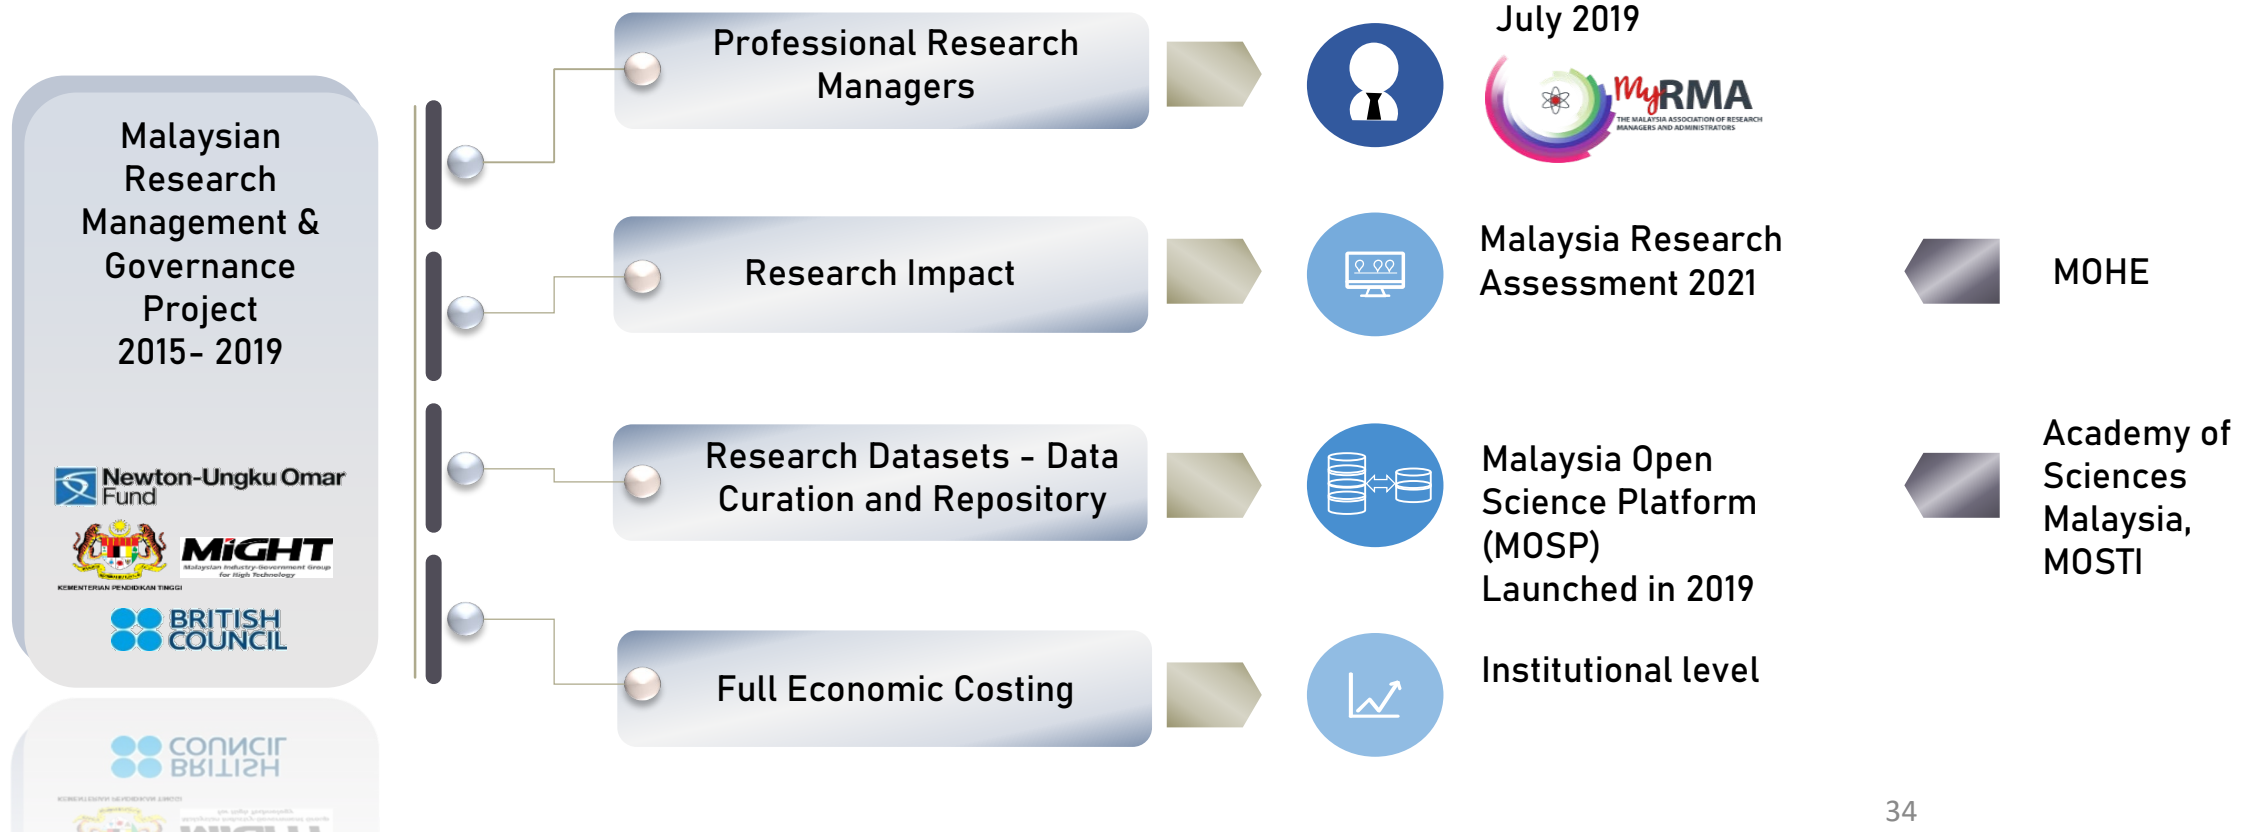 Malaysian
Research
Management &
Governance
Project
2015- 2019
Newton-Ungku Omar
Fund
MiGHT
Malaysian Industry-Government Group
for High Technology
KEMENTERIAN PENDIDIKAN TINGGI
BRITISH
COUNCIL
Professional Research
Managers
July 2019
MyRMA
THE MALAYSIA ASSOCIATION OF RESEARCH
MANAGERS AND ADMINISTRATORS
Research Impact
Malaysia Research
Assessment 2021
MOHE
Research Datasets - Data
Curation and Repository
Malaysia Open
Science Platform
(MOSP)
Launched in 2019
Academy of
Sciences
Malaysia,
MOSTI
Full Economic Costing
Institutional level
34